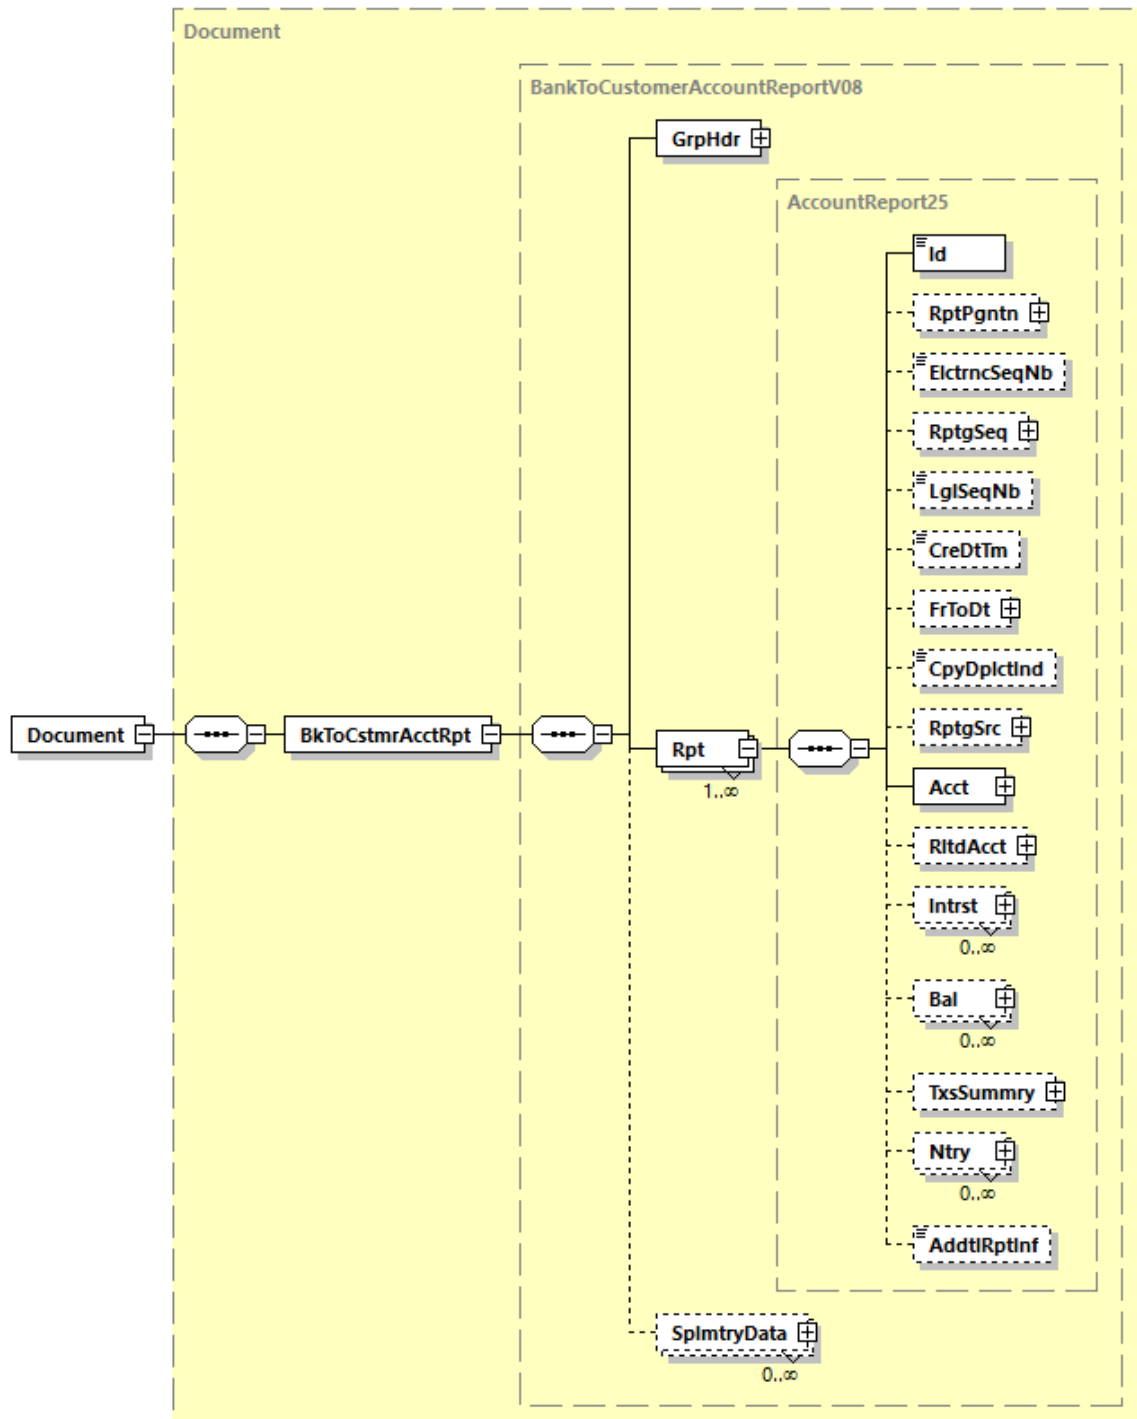 Document
BankToCustomerAccountReportV08
GrpHdr
AccountReport25
Id
RptPgntn
ElctrncSeqNb
RptgSeq
LglSeqNb
CreDtTm
FrToDt
CpyDplctInd
RptgSrc
Document
BkToCstmrAcctRpt
Rpt
1..∞
Acct
RltdAcct
Intrst
0..∞
Bal
0..∞
TxsSummry
Ntry
0..∞
AddtlRptInf
SplmtryData
0..∞